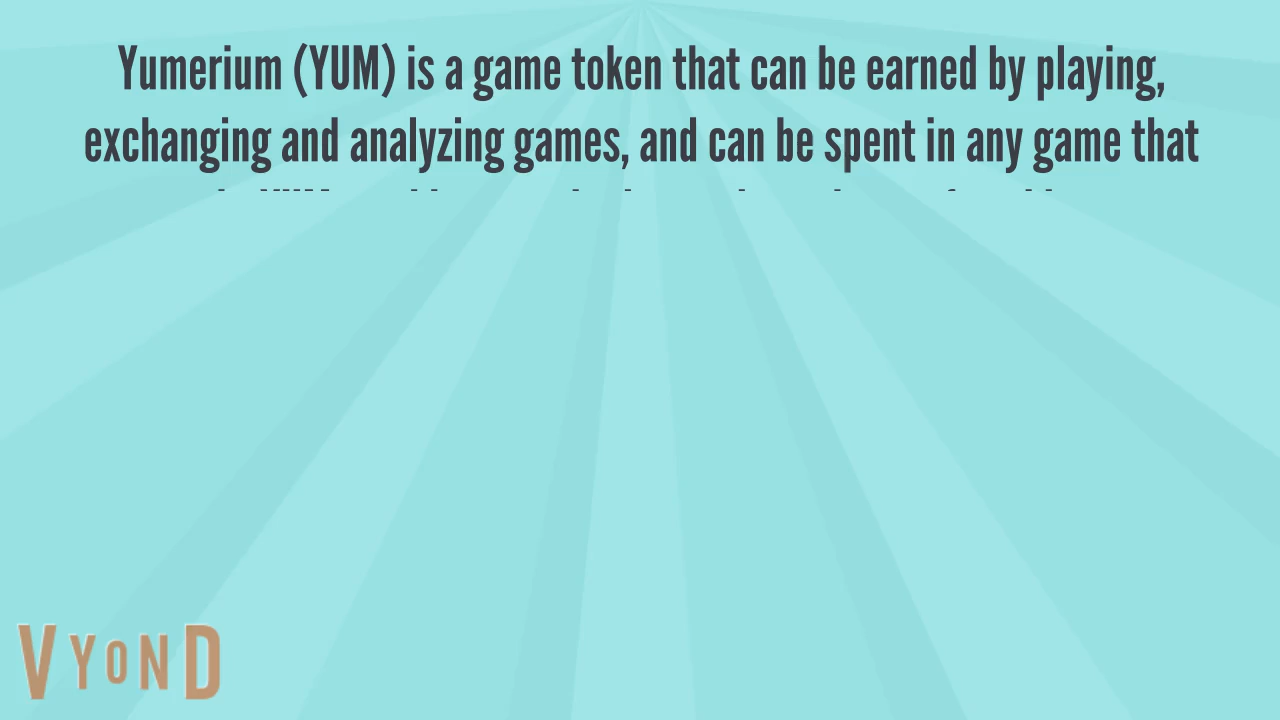 Yumerium (YUM) is a game token that can be earned by playing,
exchanging and analyzing games, and can be spent in any game that
VYOND